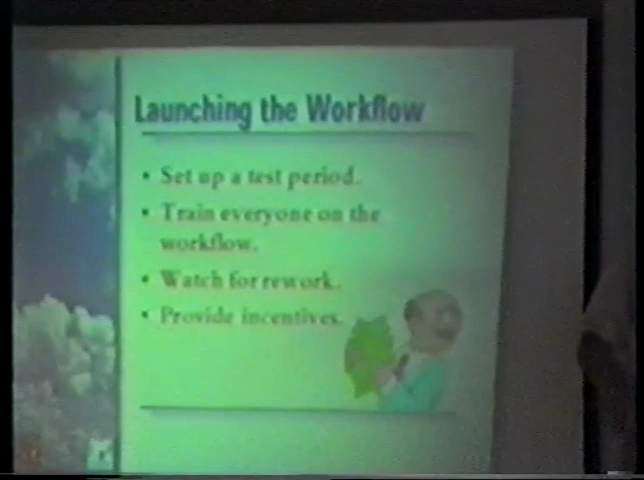 Launching the Workflow
• Set up a test period.
• Train everyone on the
workflow.
• Watch for rework.
• Provide incentives.